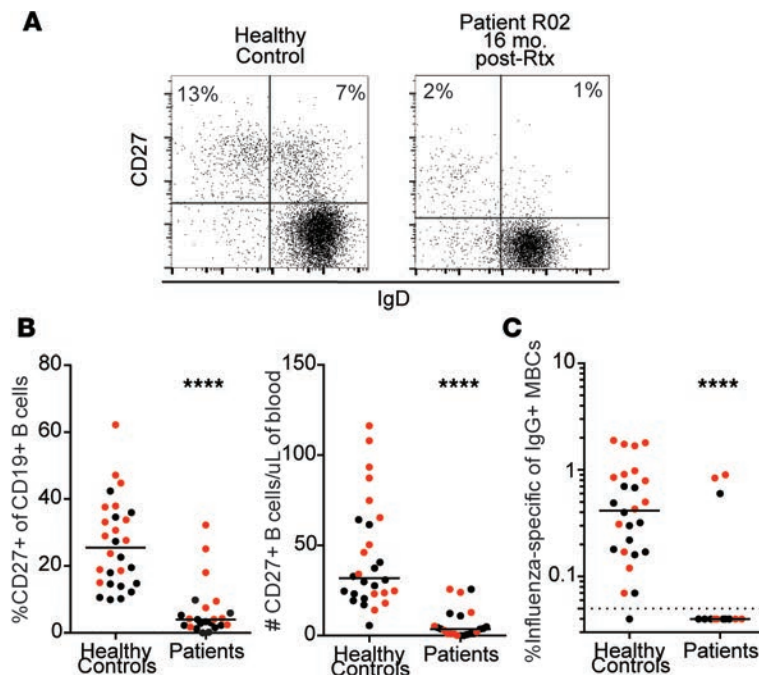 A
Healthy
Control
Patient R02
16 mo.
post-Rtx
13%
7%
2%
1%
CD27
IgD
B
C
%CD27+ of CD19+ B cells
80
60
40
20
0
****
Healthy
Controls
Patients
# CD27+ B cells/uL of blood
150
100
50
0
****
Healthy
Controls
Patients
%Influenza-specific of IgG+ MBCs
10
1
0.1
****
Healthy
Controls
Patients